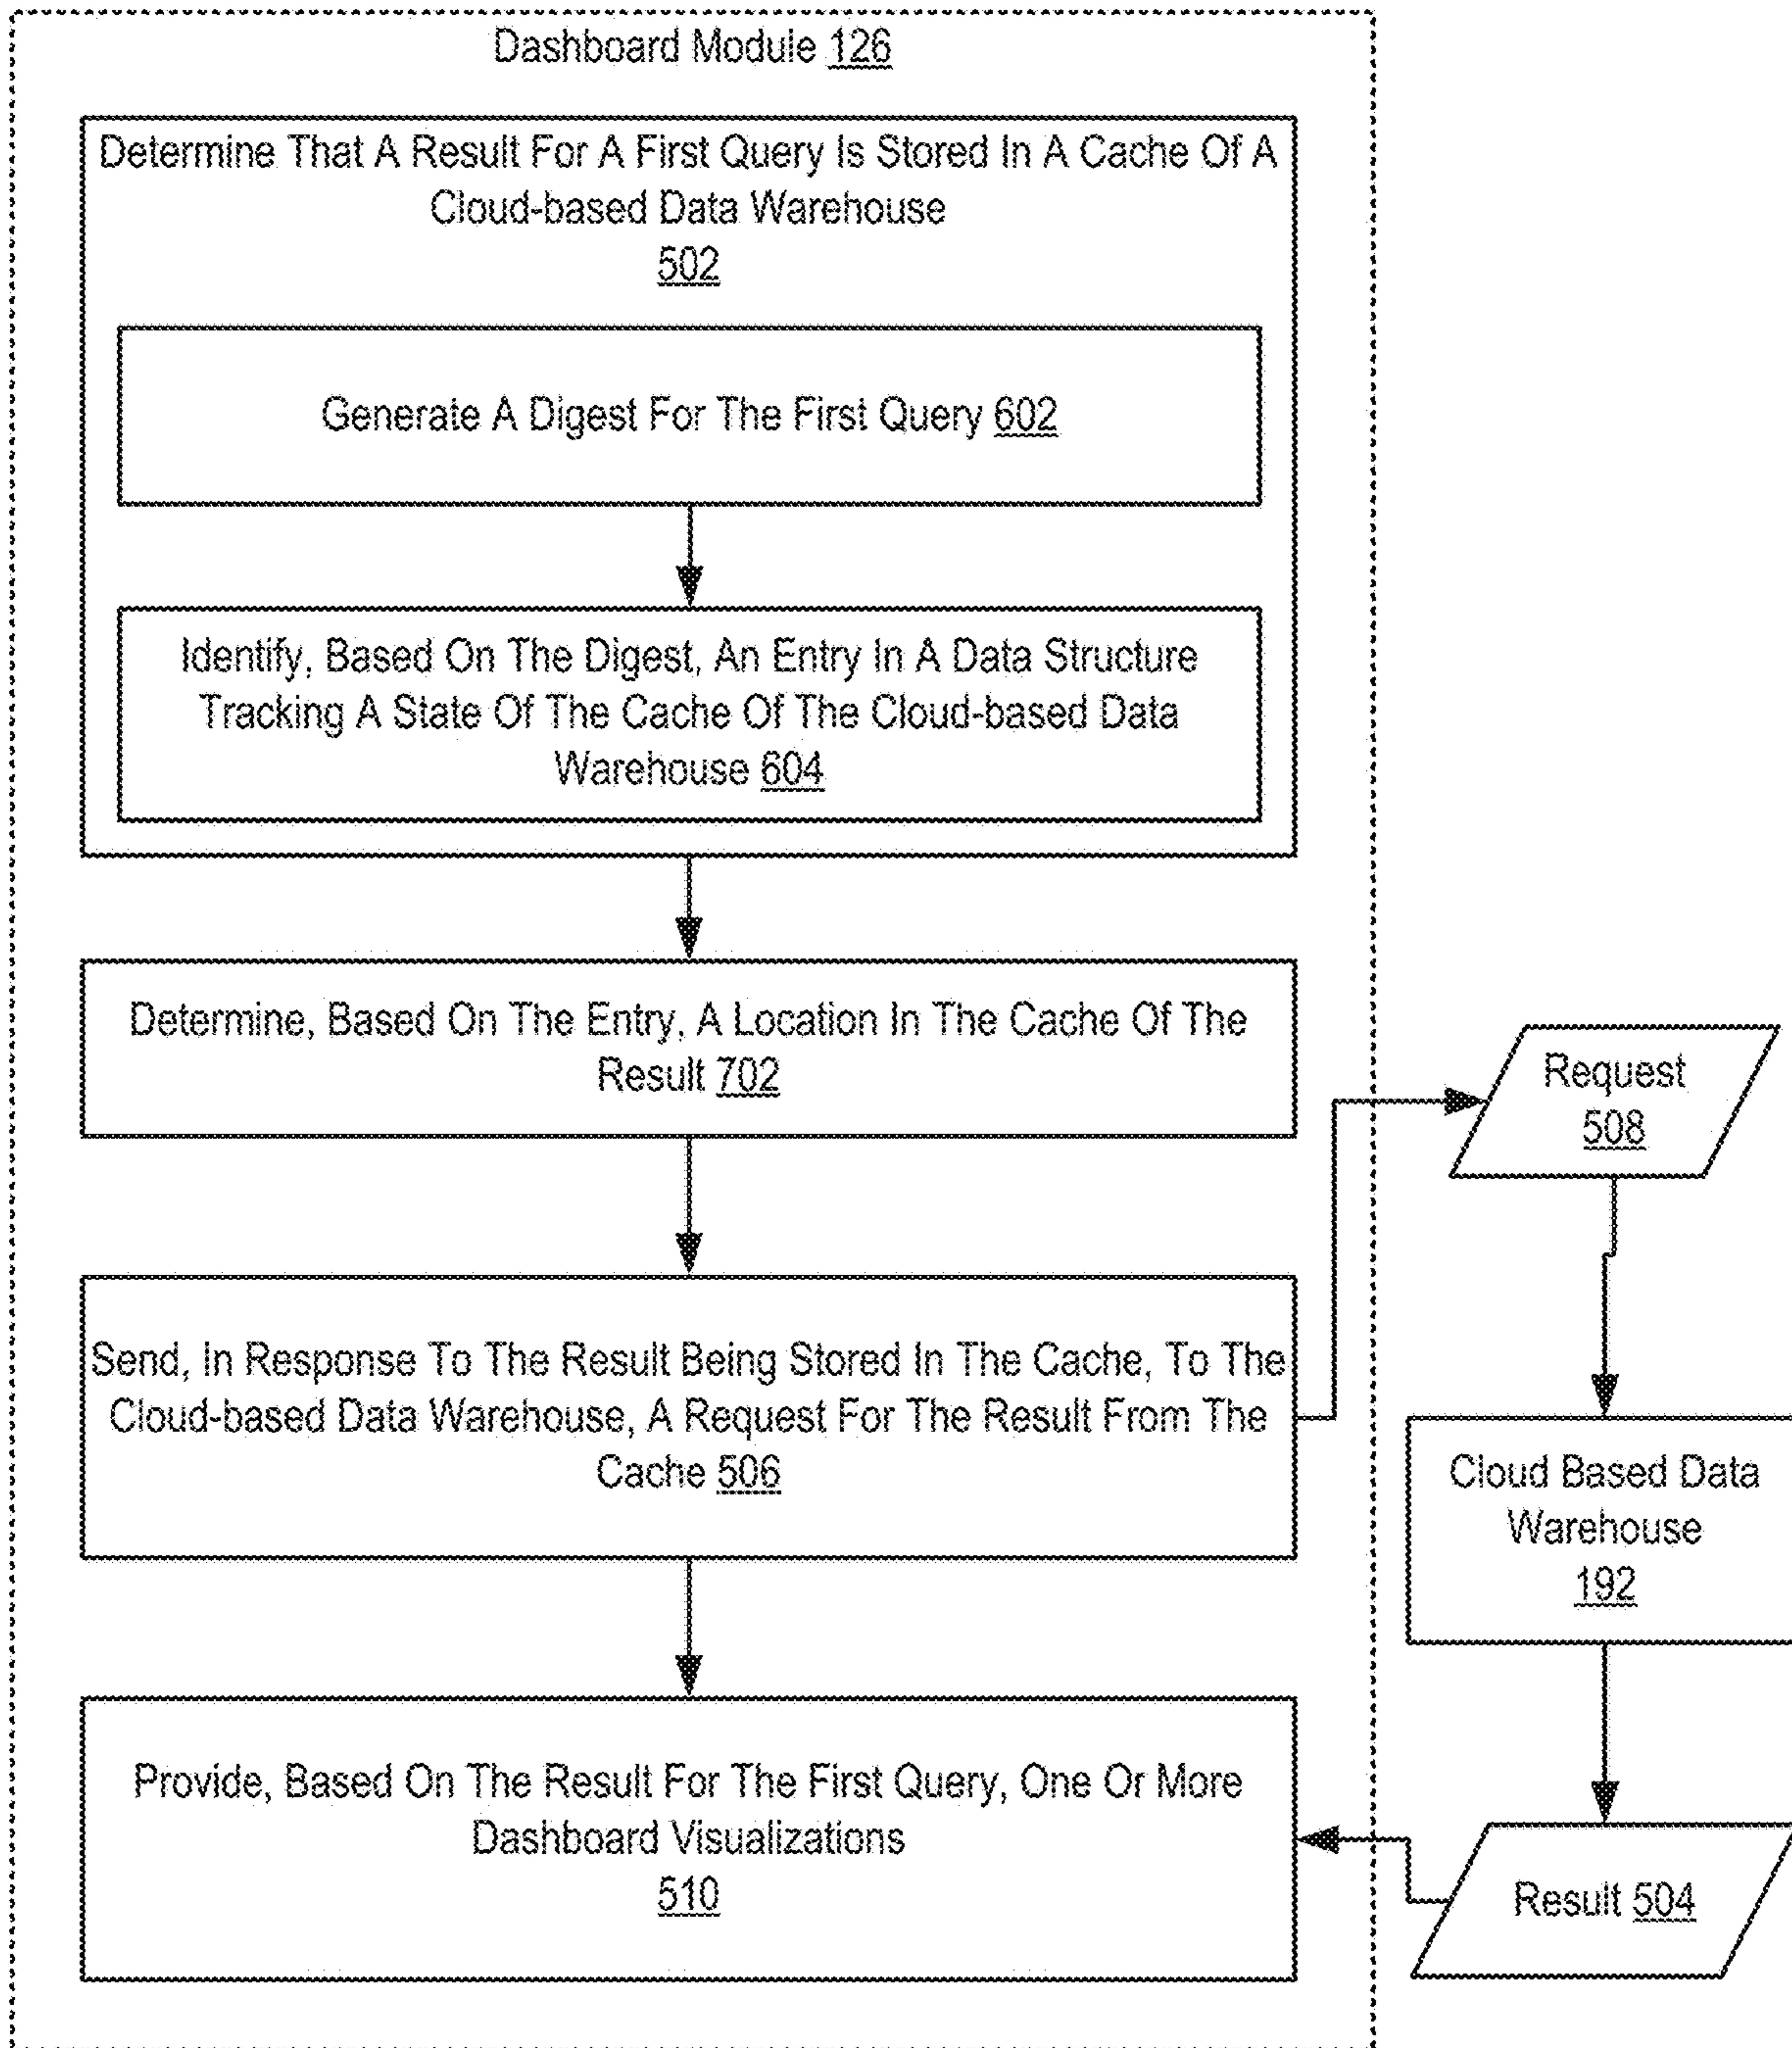 Dashboard Module 126
Determine That A Result For A First Query Is Stored In A Cache Of A
Cloud-based Data Warehouse
502
Generate A Digest For The First Query 602
Identify, Based On The Digest, An Entry In A Data Structure
Tracking A State Of The Cache Of The Cloud-based Data
Warehouse 604
Determine, Based On The Entry, A Location In The Cache Of The
Result 702
Send, In Response To The Result Being Stored In The Cache, To The
Cloud-based Data Warehouse, A Request For The Result From The
Cache 506
Provide, Based On The Result For The First Query, One Or More
Dashboard Visualizations
510
Request
508
Cloud Based Data
Warehouse
192
Result 504